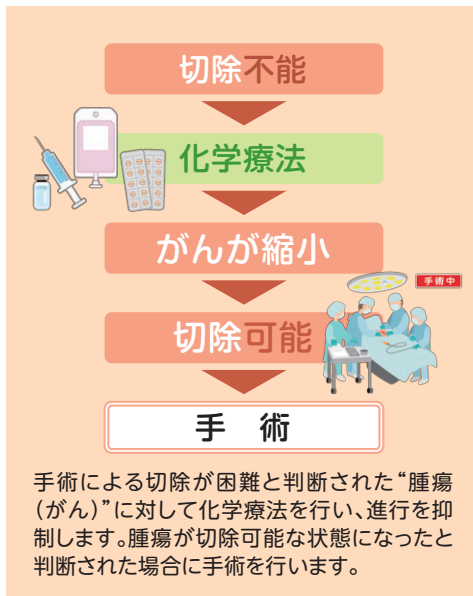 切除不能
化学療法
がんが縮小
手術中
切除可能
手 術
手術による切除が困難と判断された“腫瘍
（がん）”に対して化学療法を行い、進行を抑
制します。腫瘍が切除可能な状態になったと
判断された場合に手術を行います。